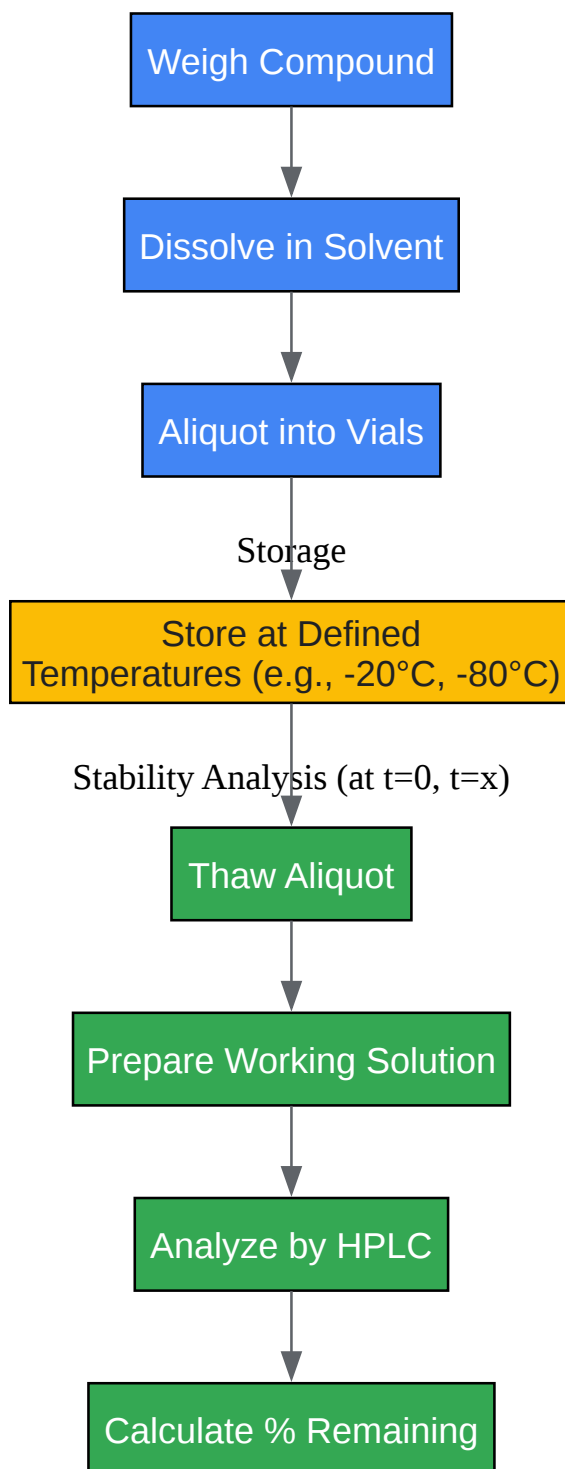 Weigh Compound
Dissolve in Solvent
Aliquot into Vials
Storage
Store at Defined
Temperatures (e.g., -20°C, -80°C)
Stability Analysis (at t=0, t=x)
Thaw Aliquot
Prepare Working Solution
Analyze by HPLC
Calculate % Remaining